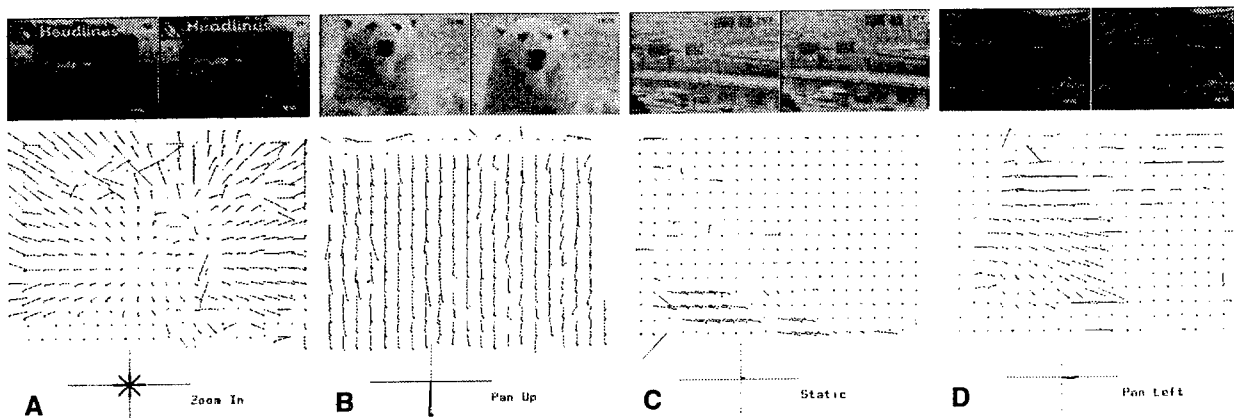 Headlines Headlines
A Zoom In
B Pan Up
C Static
D Pan Left